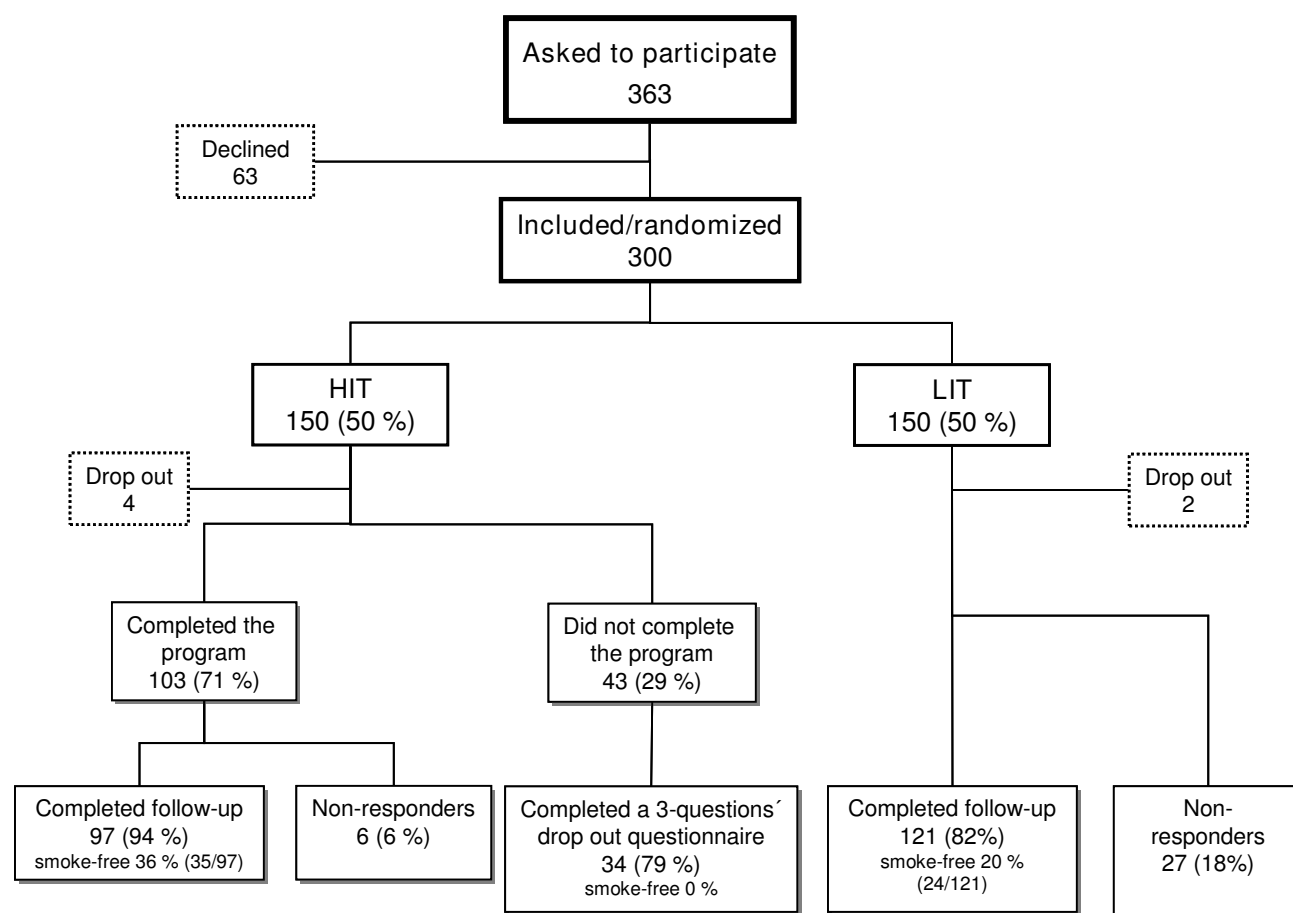 Asked to participate
363
Declined
63
Included/randomized
300
HIT
150 (50 %)
LIT
150 (50 %)
Drop out
4
Drop out
2
Completed the
program
103 (71 %)
Did not complete
the program
43 (29 %)
Completed follow-up
97 (94 %)
smoke-free 36 % (35/97)
Non-responders
6 (6 %)
Completed a 3-questions´
drop out questionnaire
34 (79 %)
smoke-free 0 %
Completed follow-up
121 (82%)
smoke-free 20 %
(24/121)
Non-
responders
27 (18%)